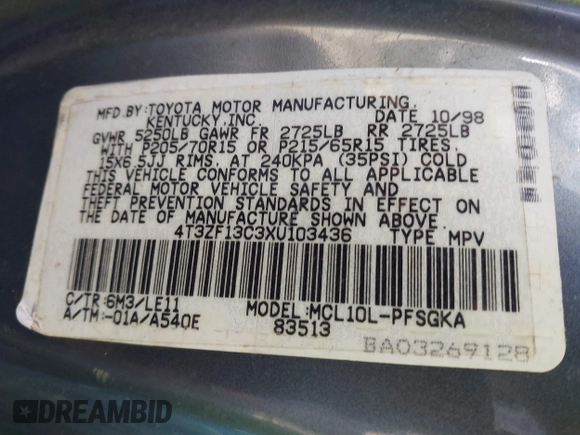 MFD.BY:TOYOTA MOTOR MANUFACTURING.
KENTUCKY.INC. DATE 10/98
GVWR 5250LB GAWR FR 2725LB RR 2725LB
WITH P205/70R15 OR P215/65R15 TIRES.
15X6.5JJ RIMS. AT 240KPA (35PSI) COLD
THIS VEHICLE CONFORMS TO ALL APPLICABLE
FEDERAL MOTOR VEHICLE SAFETY AND
THEFT PREVENTION STANDARDS IN EFFECT ON
THE DATE OF MANUFACTURE SHOWN ABOVE.
4T3ZF13C3XU103436 TYPE MPV
C/TR:6M3/LE11 MODEL:MCL10L-PFSGKA
A/TM:-01A/A540E 83513
BA03269128
DREAMBID